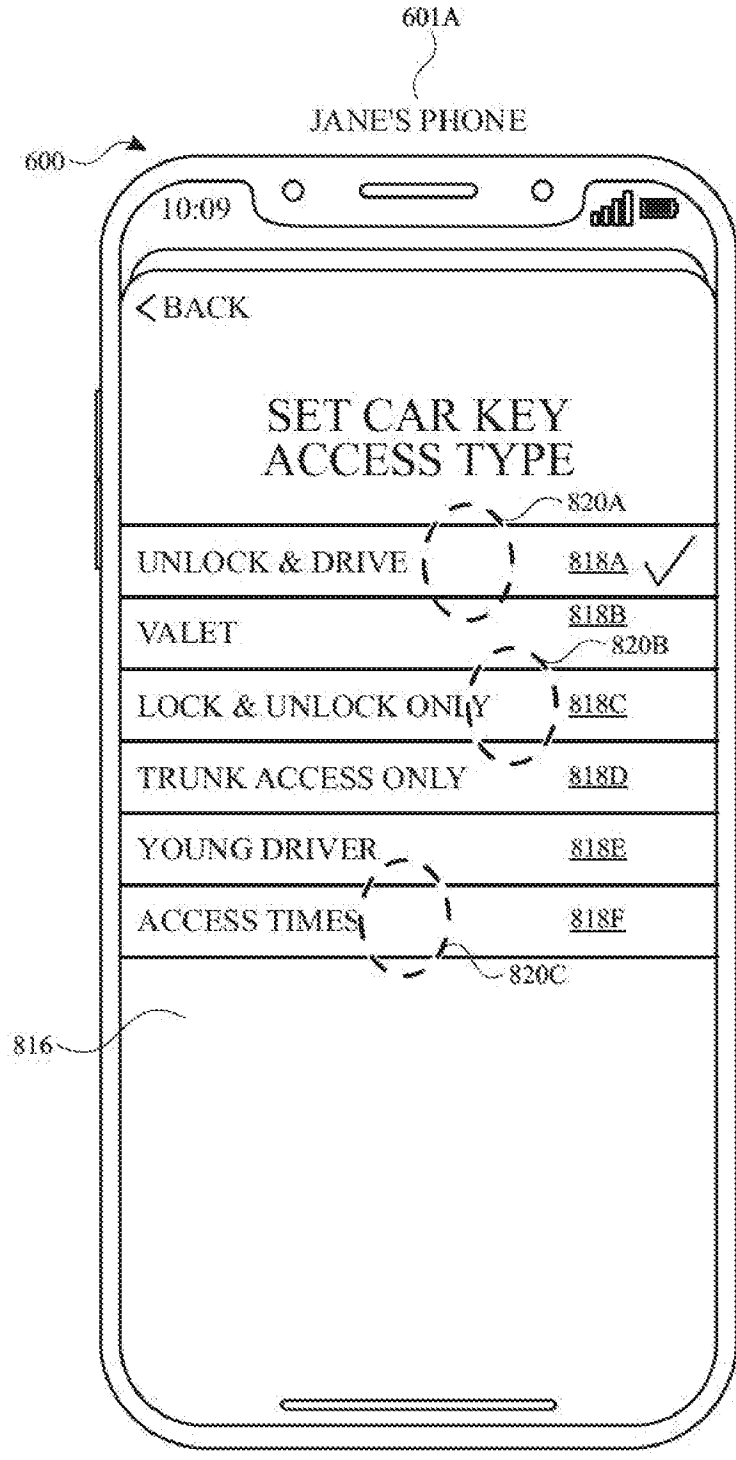 601A
JANE'S PHONE
600
10:09
< BACK
SET CAR KEY
ACCESS TYPE
820A
UNLOCK & DRIVE 818A
818B
VALET
820B
LOCK & UNLOCK ONLY 818C
TRUNK ACCESS ONLY 818D
YOUNG DRIVER 818E
ACCESS TIMES 818F
820C
816